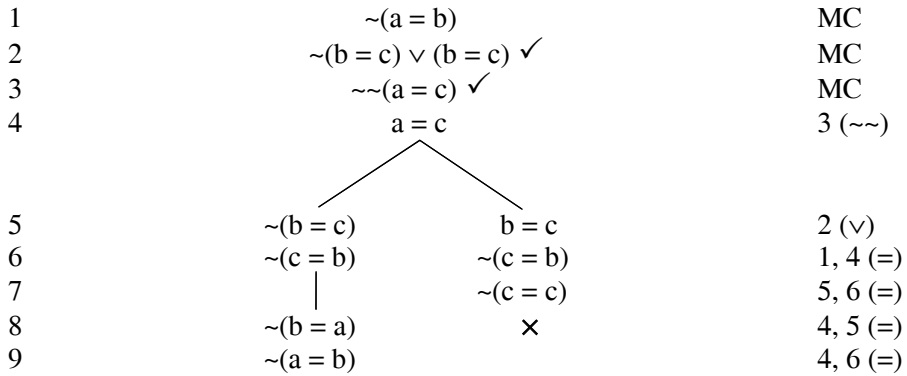 1 ~(a = b) MC
2 ~(b = c) ∨ (b = c) ✓ MC
3 ~~(a = c) ✓ MC
4 a = c 3 (~~)
5 ~(b = c) b = c 2 (∨)
6 ~(c = b) ~(c = b) 1, 4 (=)
7 ~(c = c) 5, 6 (=)
8 ~(b = a) × 4, 5 (=)
9 ~(a = b) 4, 6 (=)